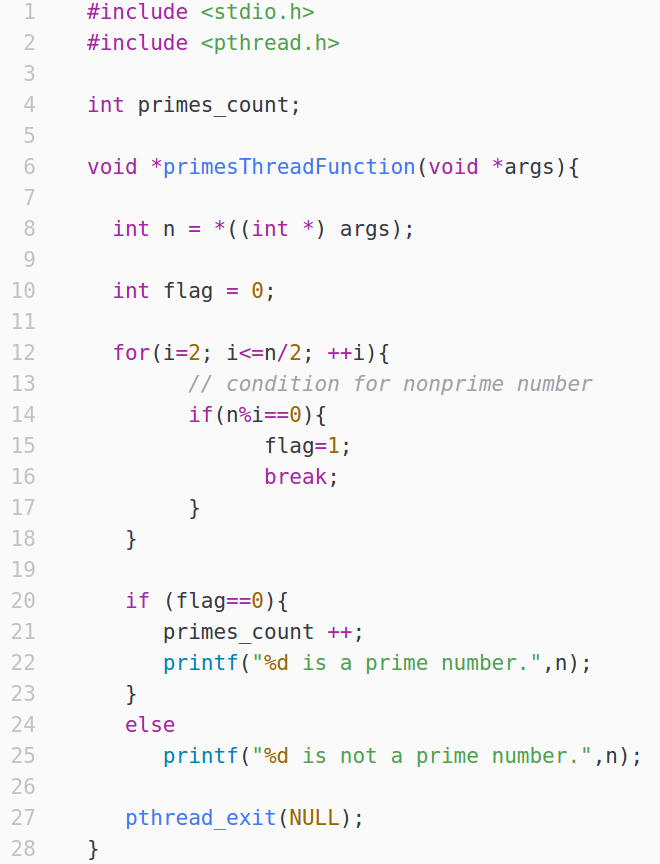 1 #include <stdio.h>
2 #include <pthread.h>
3
4 int primes_count;
5
6 void *primesThreadFunction(void *args){
7
8 int n = *((int *) args);
9
10 int flag = 0;
11
12 for(i=2; i<=n/2; ++i){
13 // condition for nonprime number
14 if(n%i==0){
15 flag=1;
16 break;
17 }
18 }
19
20 if (flag==0){
21 primes_count ++;
22 printf("%d is a prime number.",n);
23 }
24 else
25 printf("%d is not a prime number.",n);
26
27 pthread_exit(NULL);
28 }